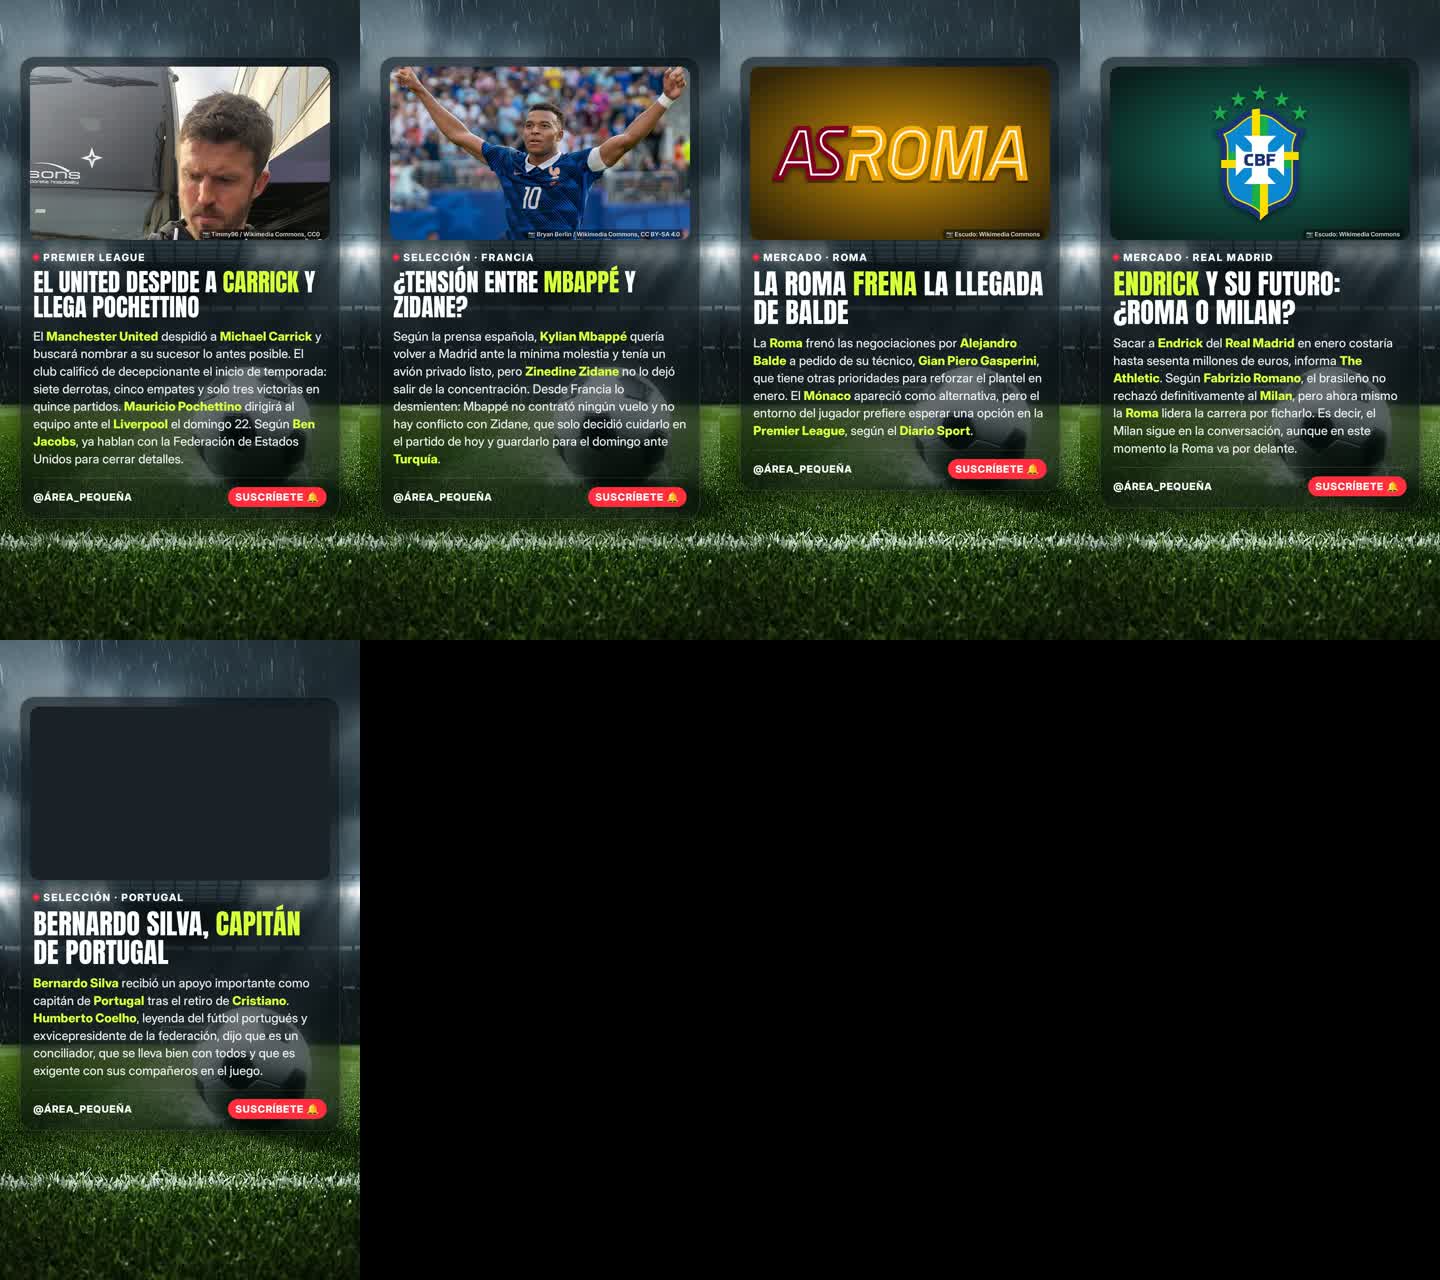 sons
porate hospitality
📷 Timmy96 / Wikimedia Commons, CC0
PREMIER LEAGUE
EL UNITED DESPIDE A CARRICK Y
LLEGA POCHETTINO
El Manchester United despidió a Michael Carrick y
buscará nombrar a su sucesor lo antes posible. El
club calificó de decepcionante el inicio de temporada:
siete derrotas, cinco empates y solo tres victorias en
quince partidos. Mauricio Pochettino dirigirá al
equipo ante el Liverpool el domingo 22. Según Ben
Jacobs, ya hablan con la Federación de Estados
Unidos para cerrar detalles.
@ÁREA_PEQUEÑA
SUSCRÍBETE 🔔
10
📷 Bryan Berlin / Wikimedia Commons, CC BY-SA 4.0
SELECCIÓN · FRANCIA
¿TENSIÓN ENTRE MBAPPÉ Y
ZIDANE?
Según la prensa española, Kylian Mbappé quería
volver a Madrid ante la mínima molestia y tenía un
avión privado listo, pero Zinedine Zidane no lo dejó
salir de la concentración. Desde Francia lo
desmienten: Mbappé no contrató ningún vuelo y no
hay conflicto con Zidane, que solo decidió cuidarlo en
el partido de hoy y guardarlo para el domingo ante
Turquía.
@ÁREA_PEQUEÑA
SUSCRÍBETE 🔔
ASROMA
📷 Escudo: Wikimedia Commons
MERCADO · ROMA
LA ROMA FRENA LA LLEGADA
DE BALDE
La Roma frenó las negociaciones por Alejandro
Balde a pedido de su técnico, Gian Piero Gasperini,
que tiene otras prioridades para reforzar el plantel en
enero. El Mónaco apareció como alternativa, pero el
entorno del jugador prefiere esperar una opción en la
Premier League, según el Diario Sport.
@ÁREA_PEQUEÑA
SUSCRÍBETE 🔔
CBF
📷 Escudo: Wikimedia Commons
MERCADO · REAL MADRID
ENDRICK Y SU FUTURO:
¿ROMA O MILAN?
Sacar a Endrick del Real Madrid en enero costaría
hasta sesenta millones de euros, informa The
Athletic. Según Fabrizio Romano, el brasileño no
rechazó definitivamente al Milan, pero ahora mismo
la Roma lidera la carrera por ficharlo. Es decir, el
Milan sigue en la conversación, aunque en este
momento la Roma va por delante.
@ÁREA_PEQUEÑA
SUSCRÍBETE 🔔
SELECCIÓN · PORTUGAL
BERNARDO SILVA, CAPITÁN
DE PORTUGAL
Bernardo Silva recibió un apoyo importante como
capitán de Portugal tras el retiro de Cristiano.
Humberto Coelho, leyenda del fútbol portugués y
exvicepresidente de la federación, dijo que es un
conciliador, que se lleva bien con todos y que es
exigente con sus compañeros en el juego.
@ÁREA_PEQUEÑA
SUSCRÍBETE 🔔